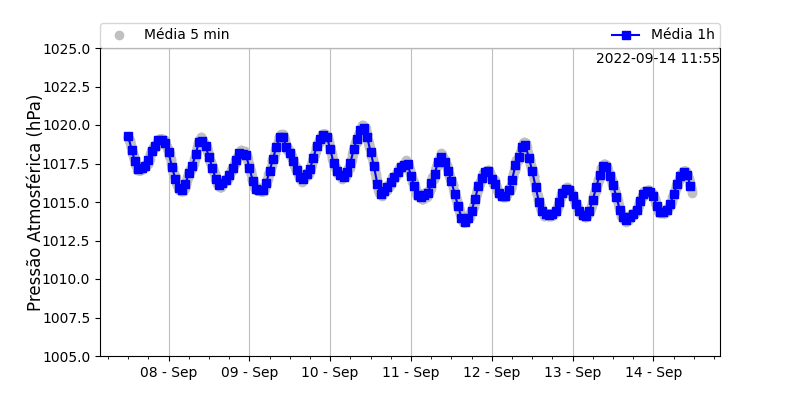 Média 5 min
Média 1h
2022-09-14 11:55
Pressão Atmosférica (hPa)
1025.0
1022.5
1020.0
1017.5
1015.0
1012.5
1010.0
1007.5
1005.0
08 - Sep
09 - Sep
10 - Sep
11 - Sep
12 - Sep
13 - Sep
14 - Sep